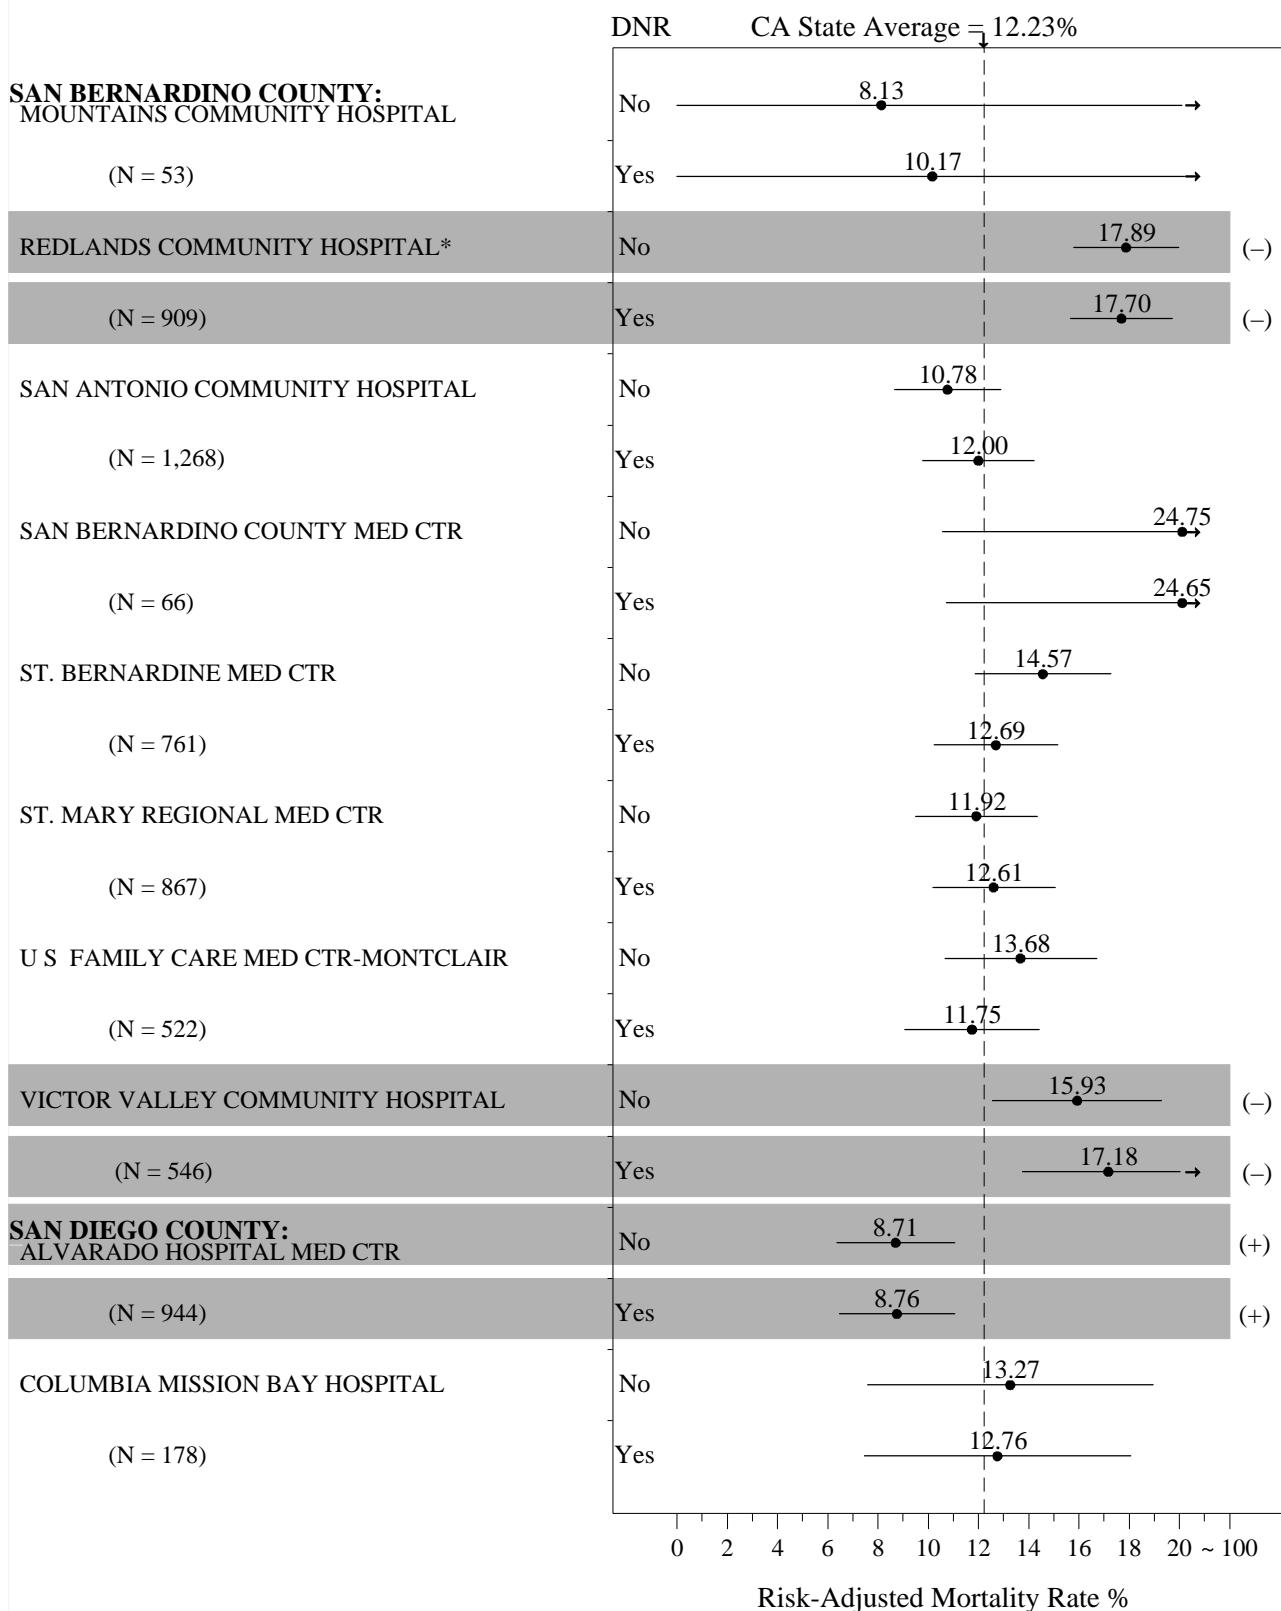 DNR CA State Average = 12.23%
SAN BERNARDINO COUNTY:
MOUNTAINS COMMUNITY HOSPITAL No 8.13
(N = 53) Yes 10.17
REDLANDS COMMUNITY HOSPITAL* No 17.89 (–)
(N = 909) Yes 17.70 (–)
SAN ANTONIO COMMUNITY HOSPITAL No 10.78
(N = 1,268) Yes 12.00
SAN BERNARDINO COUNTY MED CTR No 24.75
(N = 66) Yes 24.65
ST. BERNARDINE MED CTR No 14.57
(N = 761) Yes 12.69
ST. MARY REGIONAL MED CTR No 11.92
(N = 867) Yes 12.61
U S FAMILY CARE MED CTR-MONTCLAIR No 13.68
(N = 522) Yes 11.75
VICTOR VALLEY COMMUNITY HOSPITAL No 15.93 (–)
(N = 546) Yes 17.18 (–)
SAN DIEGO COUNTY:
ALVARADO HOSPITAL MED CTR No 8.71 (+)
(N = 944) Yes 8.76 (+)
COLUMBIA MISSION BAY HOSPITAL No 13.27
(N = 178) Yes 12.76
0 2 4 6 8 10 12 14 16 18 20 ~ 100
Risk-Adjusted Mortality Rate %